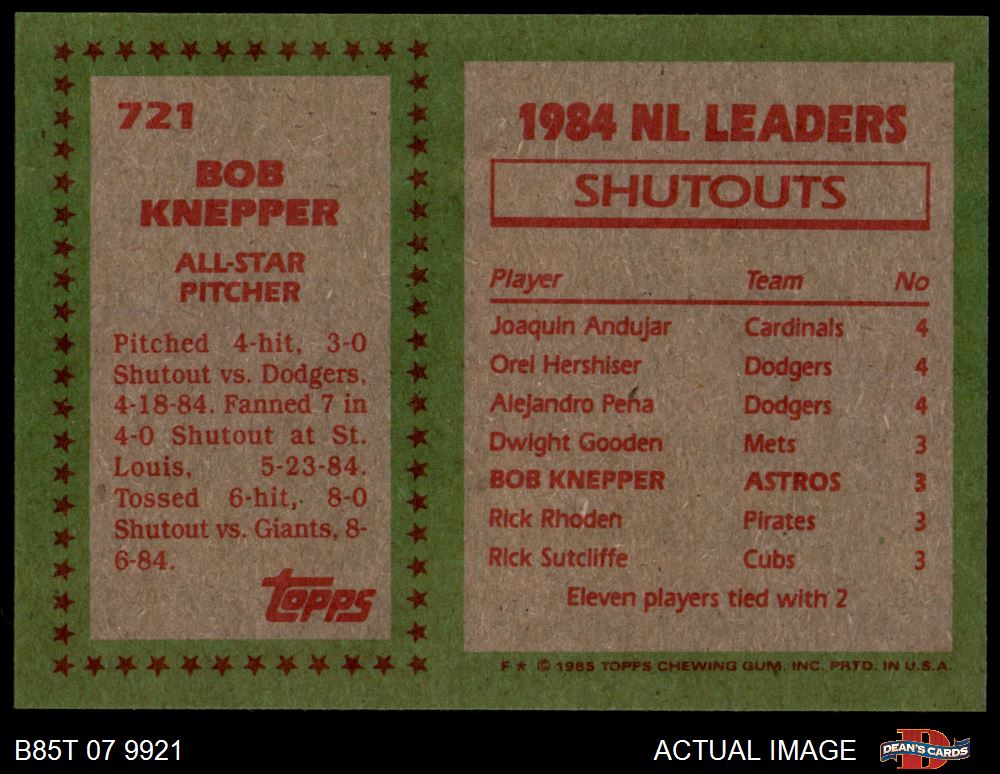 721
BOB
KNEPPER
ALL-STAR
PITCHER
Pitched 4-hit, 3-0
Shutout vs. Dodgers,
4-18-84. Fanned 7 in
4-0 Shutout at St.
Louis, 5-23-84.
Tossed 6-hit, 8-0
Shutout vs. Giants, 8-
6-84.
topps
1984 NL LEADERS
SHUTOUTS
Player Team No
Joaquin Andujar Cardinals 4
Orel Hershiser Dodgers 4
Alejandro Pena Dodgers 4
Dwight Gooden Mets 3
BOB KNEPPER ASTROS 3
Rick Rhoden Pirates 3
Rick Sutcliffe Cubs 3
Eleven players tied with 2
F ★ © 1985 TOPPS CHEWING GUM, INC. PRTD. IN U.S.A.
B85T 07 9921 ACTUAL IMAGE DEAN'S CARDS